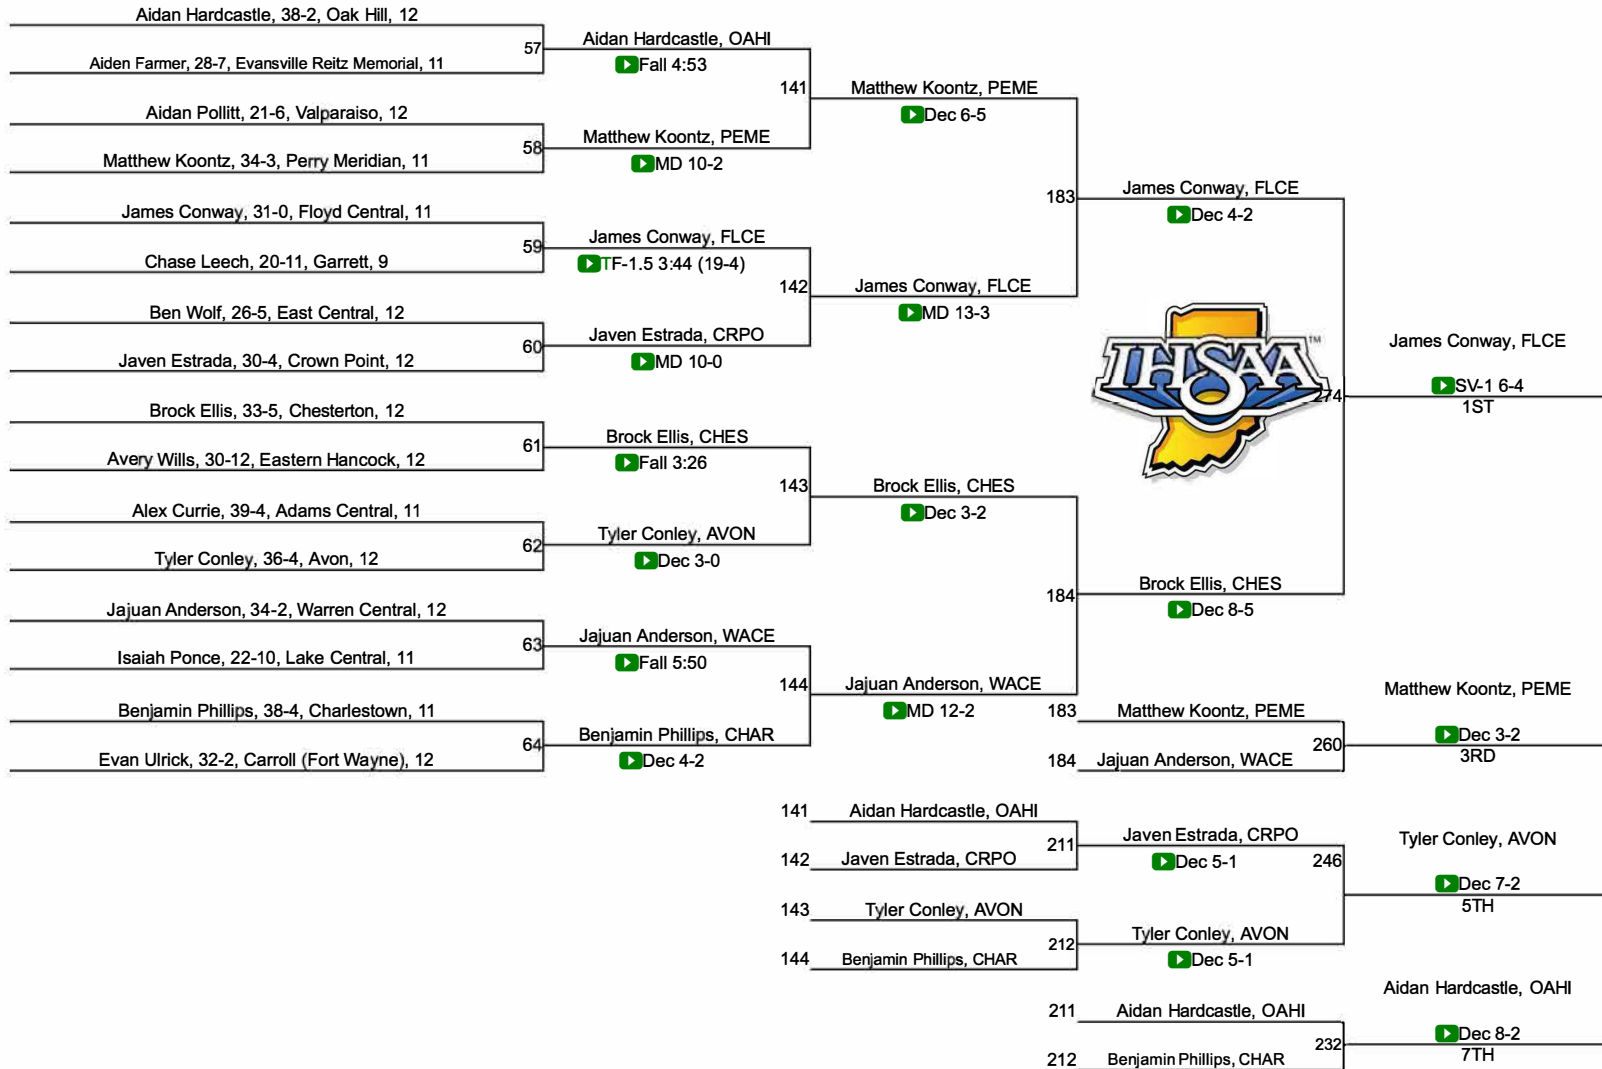 Aidan Hardcastle, 38-2, Oak Hill, 12
57
Aiden Farmer, 28-7, Evansville Reitz Memorial, 11
Aidan Pollitt, 21-6, Valparaiso, 12
58
Matthew Koontz, 34-3, Perry Meridian, 11
James Conway, 31-0, Floyd Central, 11
59
Chase Leech, 20-11, Garrett, 9
Ben Wolf, 26-5, East Central, 12
60
Javen Estrada, 30-4, Crown Point, 12
Brock Ellis, 33-5, Chesterton, 12
61
Avery Wills, 30-12, Eastern Hancock, 12
Alex Currie, 39-4, Adams Central, 11
62
Tyler Conley, 36-4, Avon, 12
Jajuan Anderson, 34-2, Warren Central, 12
63
Isaiah Ponce, 22-10, Lake Central, 11
Benjamin Phillips, 38-4, Charlestown, 11
64
Evan Ulrick, 32-2, Carroll (Fort Wayne), 12
Aidan Hardcastle, OAHI
Fall 4:53
141
Matthew Koontz, PEME
MD 10-2
James Conway, FLCE
TF-1.5 3:44 (19-4)
142
Javen Estrada, CRPO
MD 10-0
Brock Ellis, CHES
Fall 3:26
143
Tyler Conley, AVON
Dec 3-0
Jajuan Anderson, WACE
Fall 5:50
144
Benjamin Phillips, CHAR
Dec 4-2
Matthew Koontz, PEME
Dec 6-5
183
James Conway, FLCE
MD 13-3
Brock Ellis, CHES
Dec 3-2
184
Jajuan Anderson, WACE
MD 12-2
James Conway, FLCE
Dec 4-2
IHSAA
TM
274
Brock Ellis, CHES
Dec 8-5
James Conway, FLCE
SV-1 6-4
1ST
183
Matthew Koontz, PEME
260
184
Jajuan Anderson, WACE
Matthew Koontz, PEME
Dec 3-2
3RD
141
Aidan Hardcastle, OAHI
211
142
Javen Estrada, CRPO
143
Tyler Conley, AVON
212
144
Benjamin Phillips, CHAR
Javen Estrada, CRPO
Dec 5-1
246
Tyler Conley, AVON
Dec 5-1
Tyler Conley, AVON
Dec 7-2
5TH
211
Aidan Hardcastle, OAHI
232
212
Benjamin Phillips, CHAR
Aidan Hardcastle, OAHI
Dec 8-2
7TH